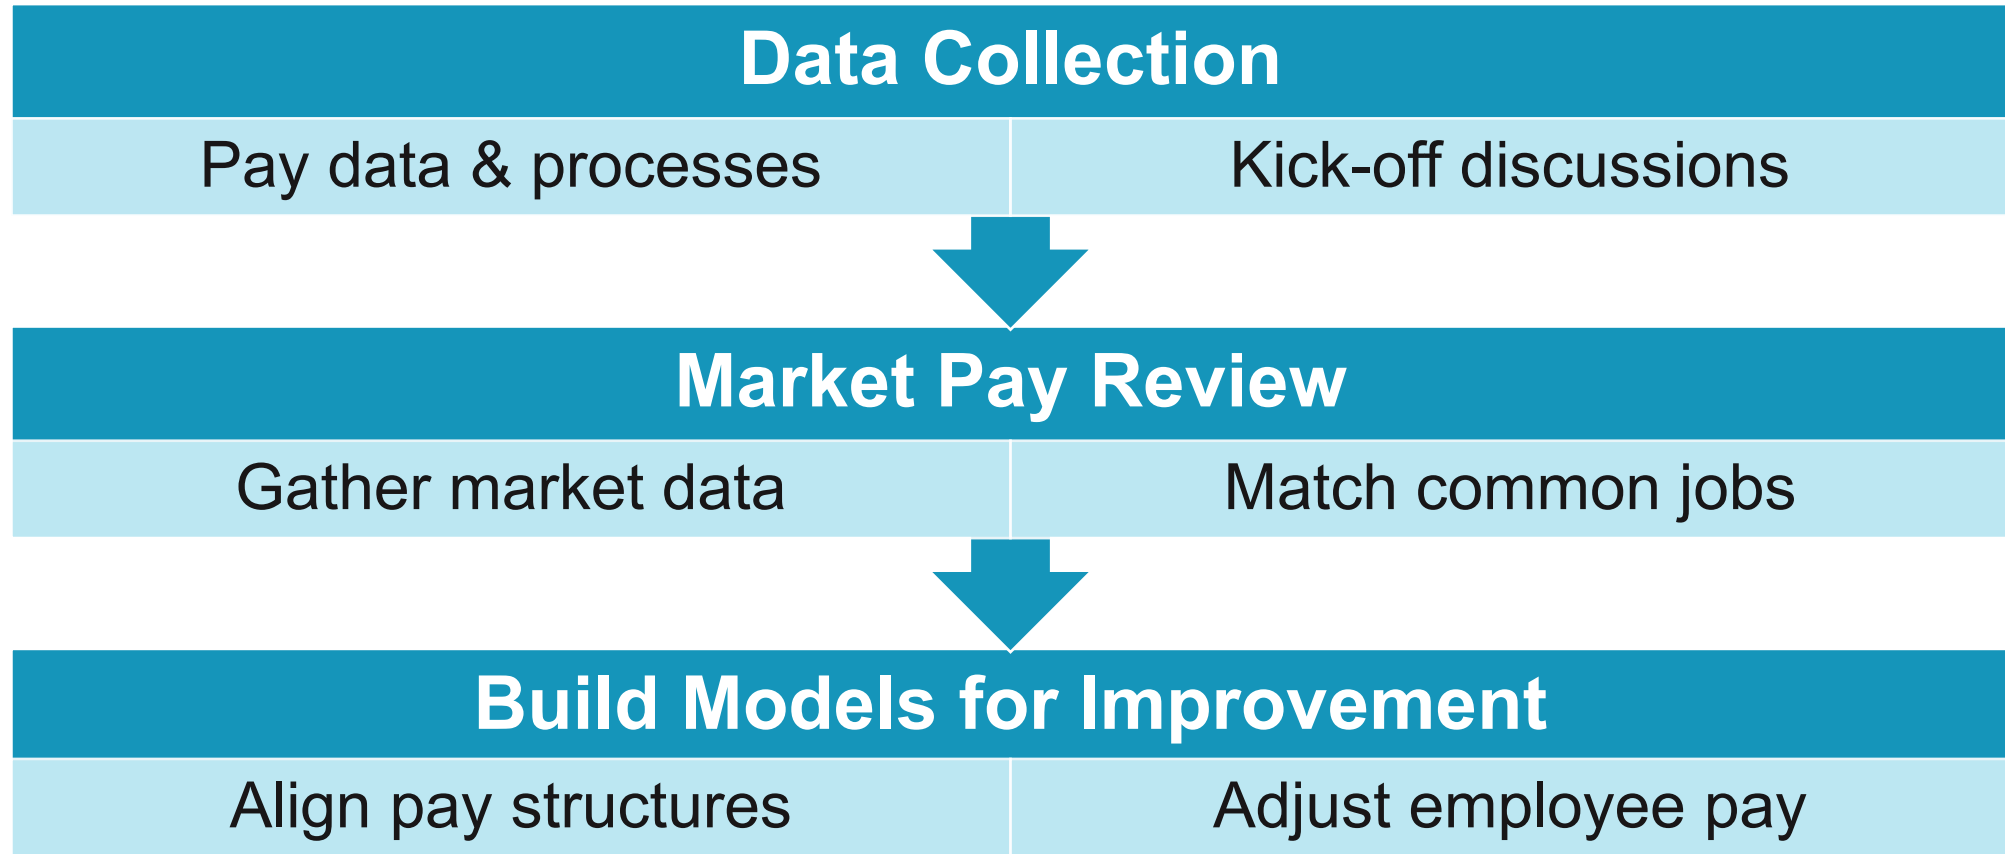 Data Collection
Pay data & processes
Kick-off discussions
Market Pay Review
Gather market data
Match common jobs
Build Models for Improvement
Align pay structures
Adjust employee pay